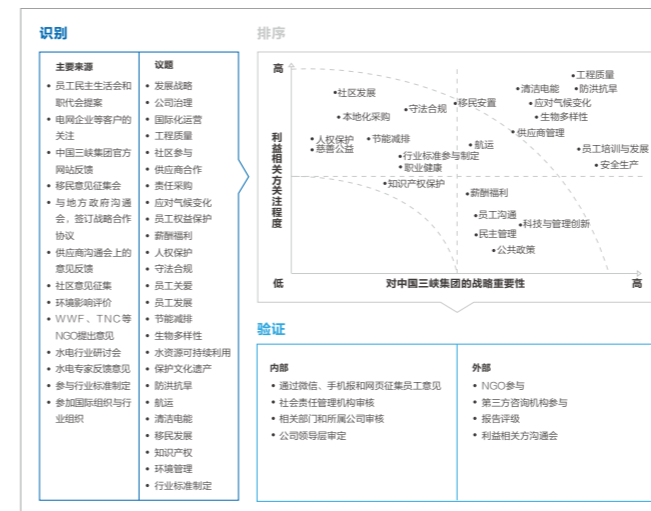 识别
主要来源
• 员工民主生活会和
职代会提案
• 电网企业等客户的
关注
• 中国三峡集团官方
网站反馈
• 移民意见征集会
• 与地方政府沟通
会，签订战略合作
协议
• 供应商沟通会上的
意见反馈
• 社区意见征集
• 环境影响评价
• WWF、TNC等
NGO提出意见
• 水电行业研讨会
• 水电专家反馈意见
• 参与行业标准制定
• 参加国际组织与行
业组织
议题
• 发展战略
• 公司治理
• 国际化运营
• 工程质量
• 社区参与
• 供应商合作
• 责任采购
• 应对气候变化
• 员工权益保护
• 薪酬福利
• 人权保护
• 守法合规
• 员工关爱
• 员工发展
• 节能减排
• 生物多样性
• 水资源可持续利用
• 保护文化遗产
• 防洪抗旱
• 航运
• 清洁电能
• 移民发展
• 知识产权
• 环境管理
• 行业标准制定
排序
高
利益相关方关注程度
•工程质量
•社区发展
•清洁电能
•防洪抗旱
•守法合规
•移民安置
•应对气候变化
•本地化采购
•生物多样性
•供应商管理
•人权保护
•节能减排
•航运
•慈善公益
•员工培训与发展
•行业标准参与制定
•职业健康
•安全生产
•知识产权保护
•薪酬福利
•员工沟通
•科技与管理创新
•民主管理
•公共政策
低
对中国三峡集团的战略重要性
高
验证
内部
• 通过微信、手机报和网页征集员工意见
• 社会责任管理机构审核
• 相关部门和所属公司审核
• 公司领导层审定
外部
• NGO参与
• 第三方咨询机构参与
• 报告评级
• 利益相关方沟通会